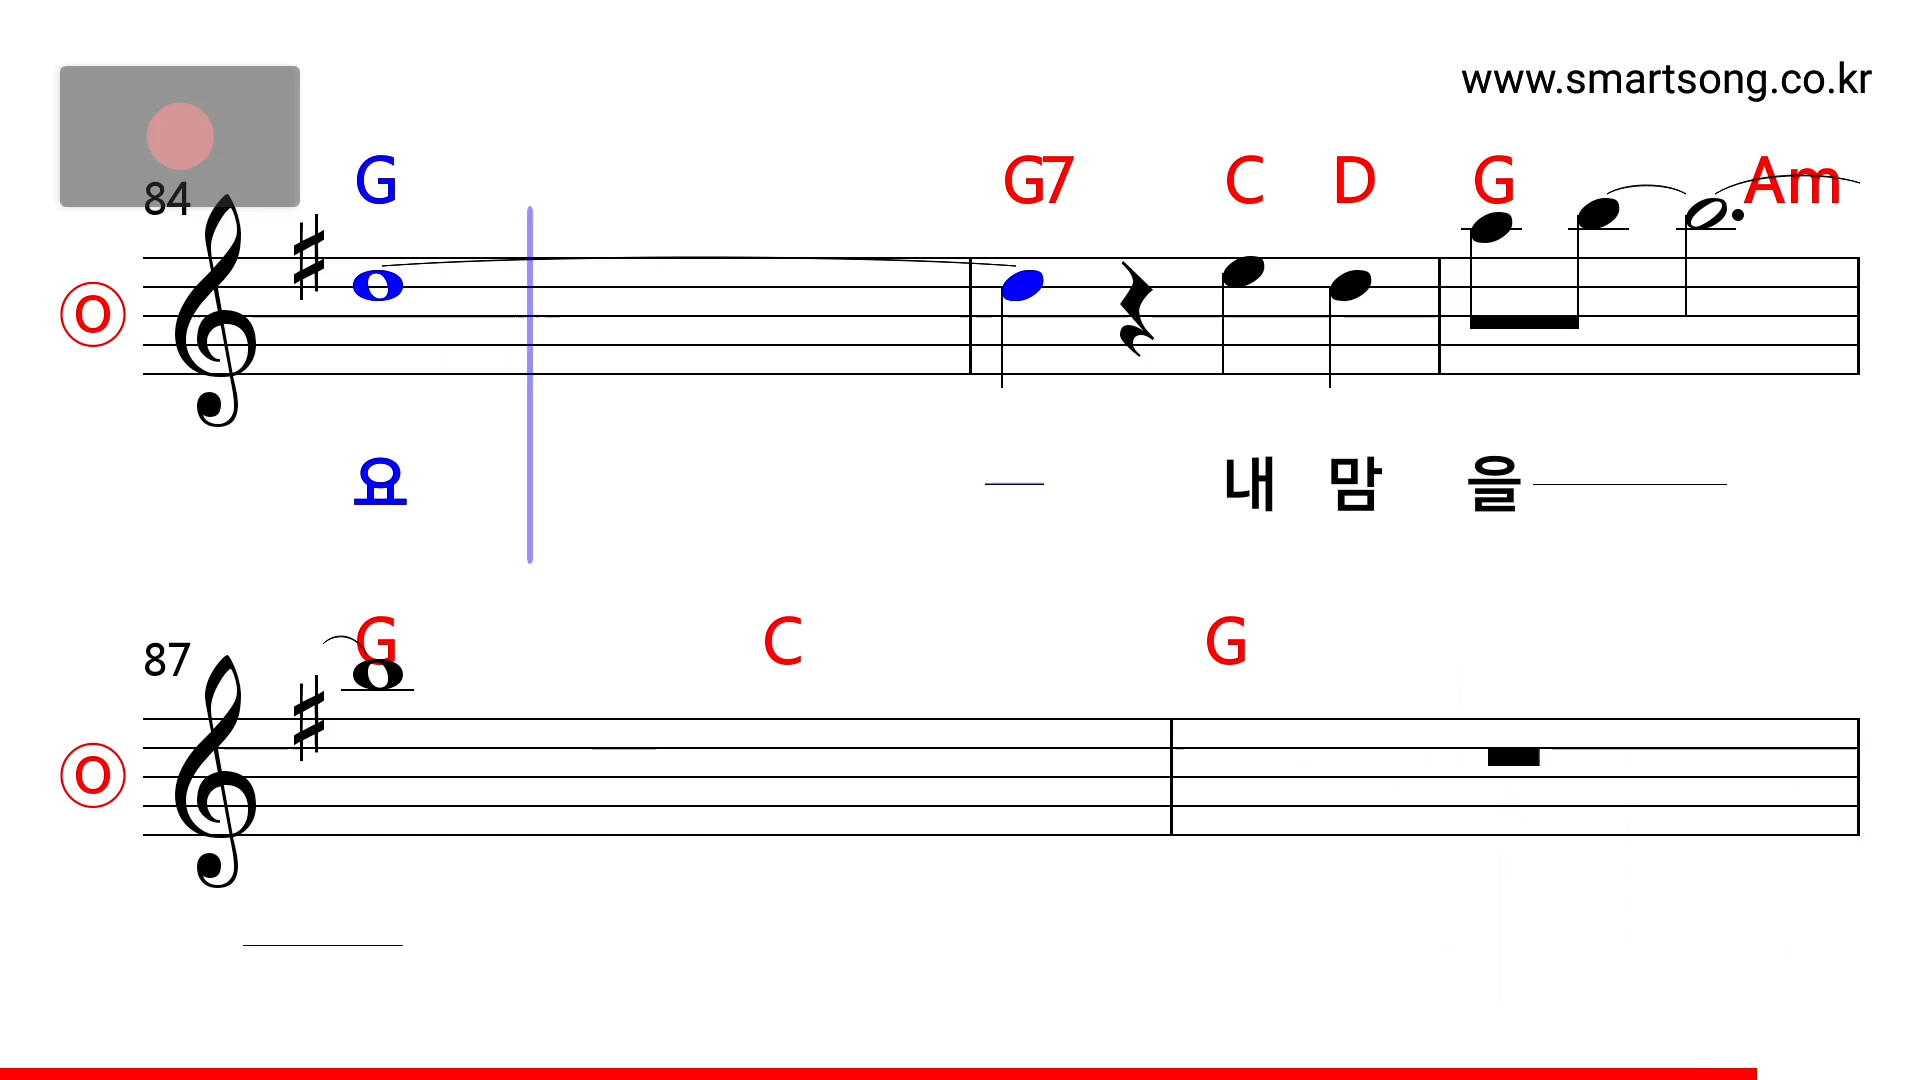 www.smartsong.co.kr
G G7 C D G Am
84
O
요 내 맘 을
G C G
87
O